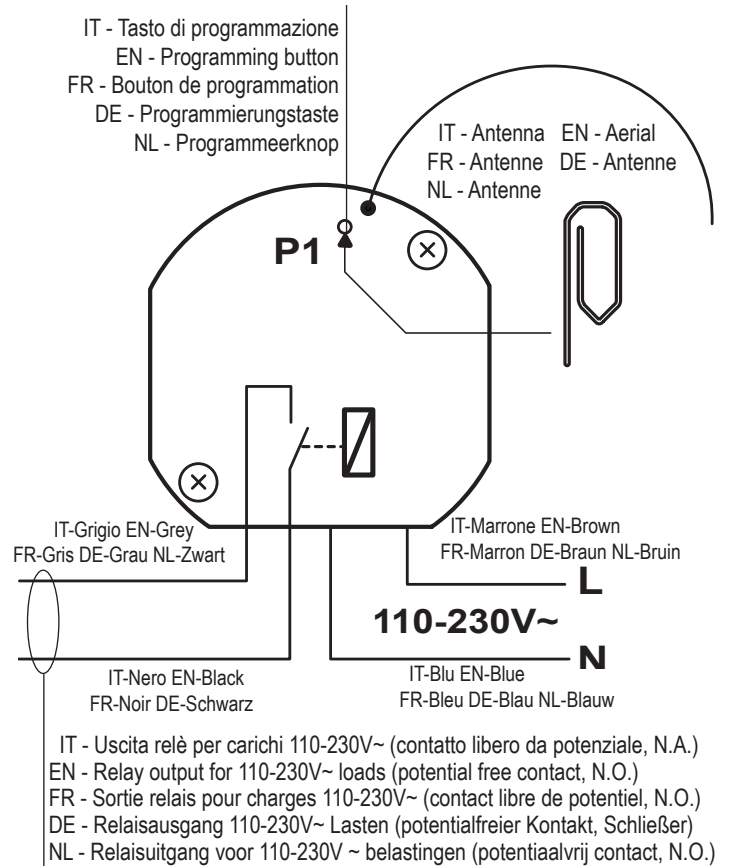 IT - Tasto di programmazione
EN - Programming button
FR - Bouton de programmation
DE - Programmierungstaste
NL - Programmeerknop
IT - Antenna EN - Aerial
FR - Antenne DE - Antenne
NL - Antenne
P1
IT-Grigio EN-Grey
FR-Gris DE-Grau NL-Zwart
IT-Marrone EN-Brown
FR-Marron DE-Braun NL-Bruin
L
110-230V~
N
IT-Nero EN-Black
FR-Noir DE-Schwarz
IT-Blu EN-Blue
FR-Bleu DE-Blau NL-Blauw
IT - Uscita relè per carichi 110-230V~ (contatto libero da potenziale, N.A.)
EN - Relay output for 110-230V~ loads (potential free contact, N.O.)
FR - Sortie relais pour charges 110-230V~ (contact libre de potentiel, N.O.)
DE - Relaisausgang 110-230V~ Lasten (potentialfreier Kontakt, Schließer)
NL - Relaisuitgang voor 110-230V ~ belastingen (potentiaalvrij contact, N.O.)